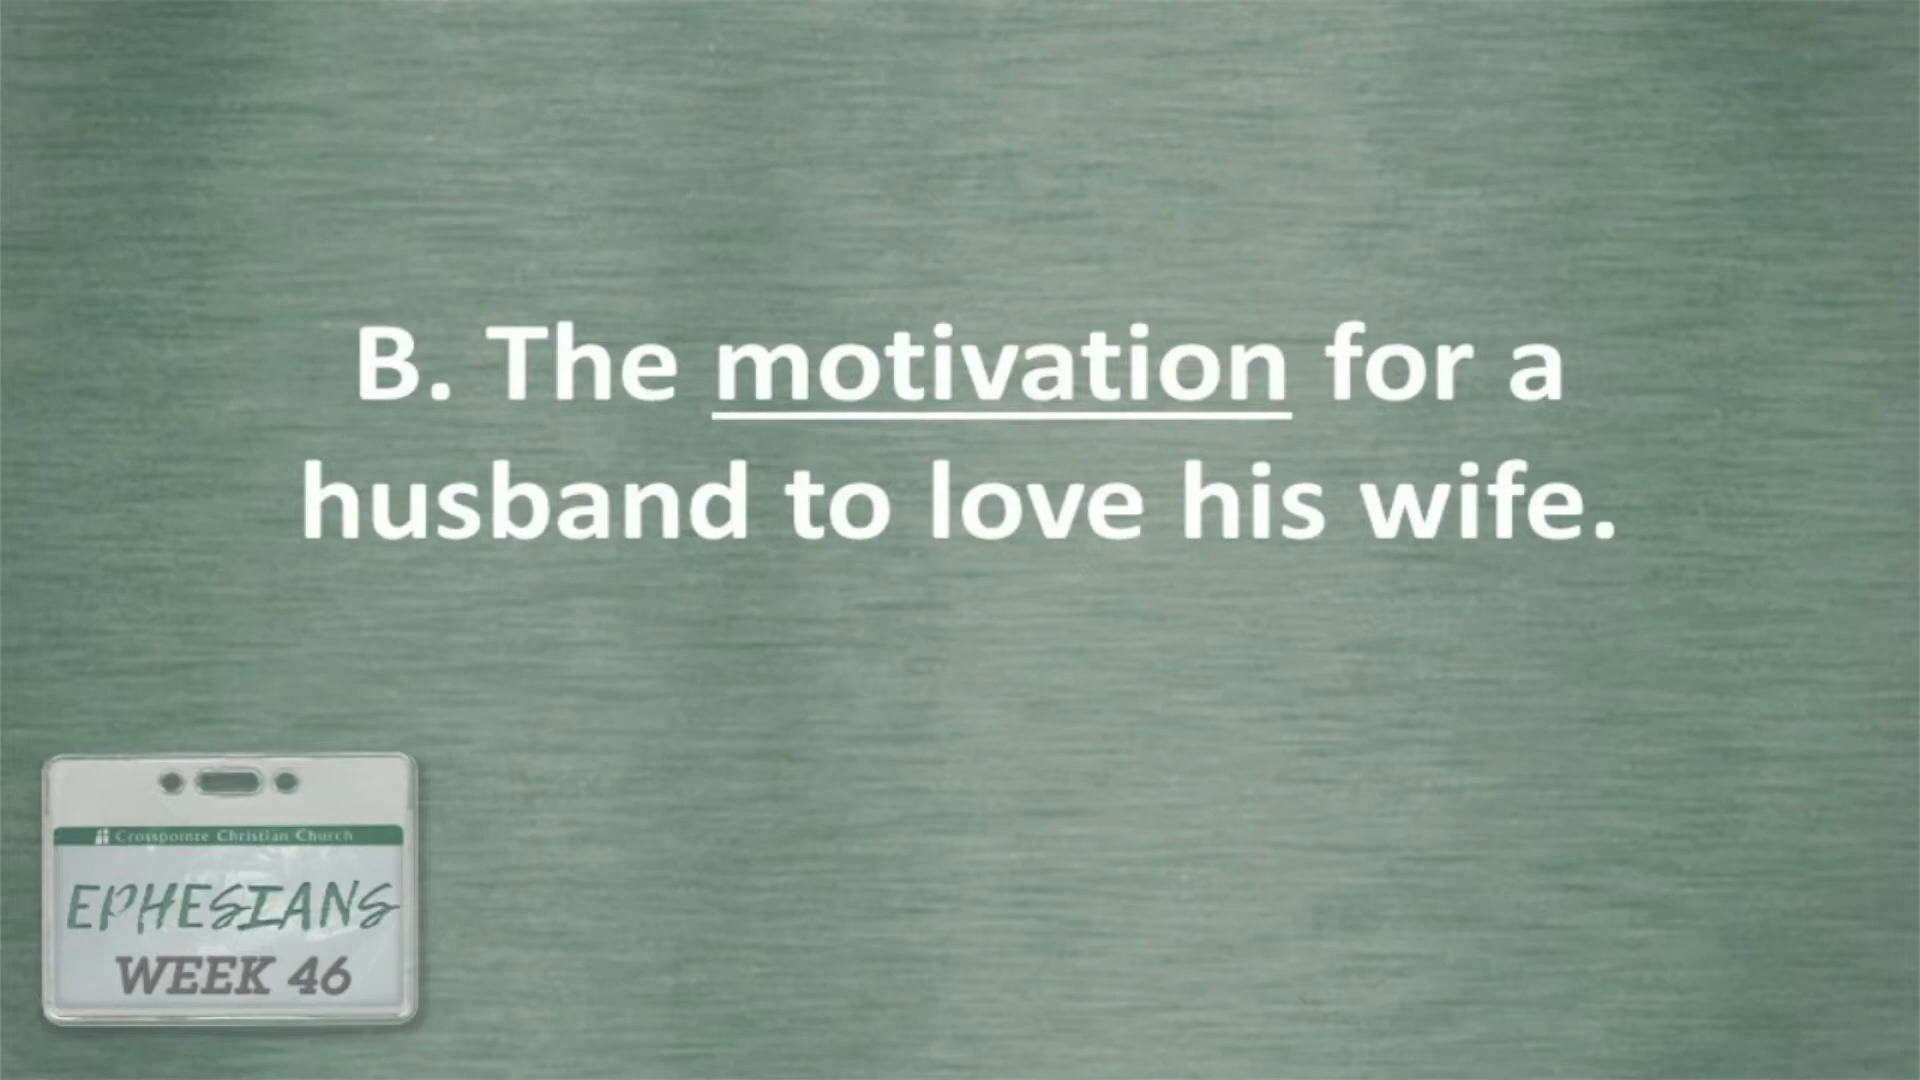 B. The motivation for a
husband to love his wife.
Crosspointe Christian Church
EPHESIANS
WEEK 46